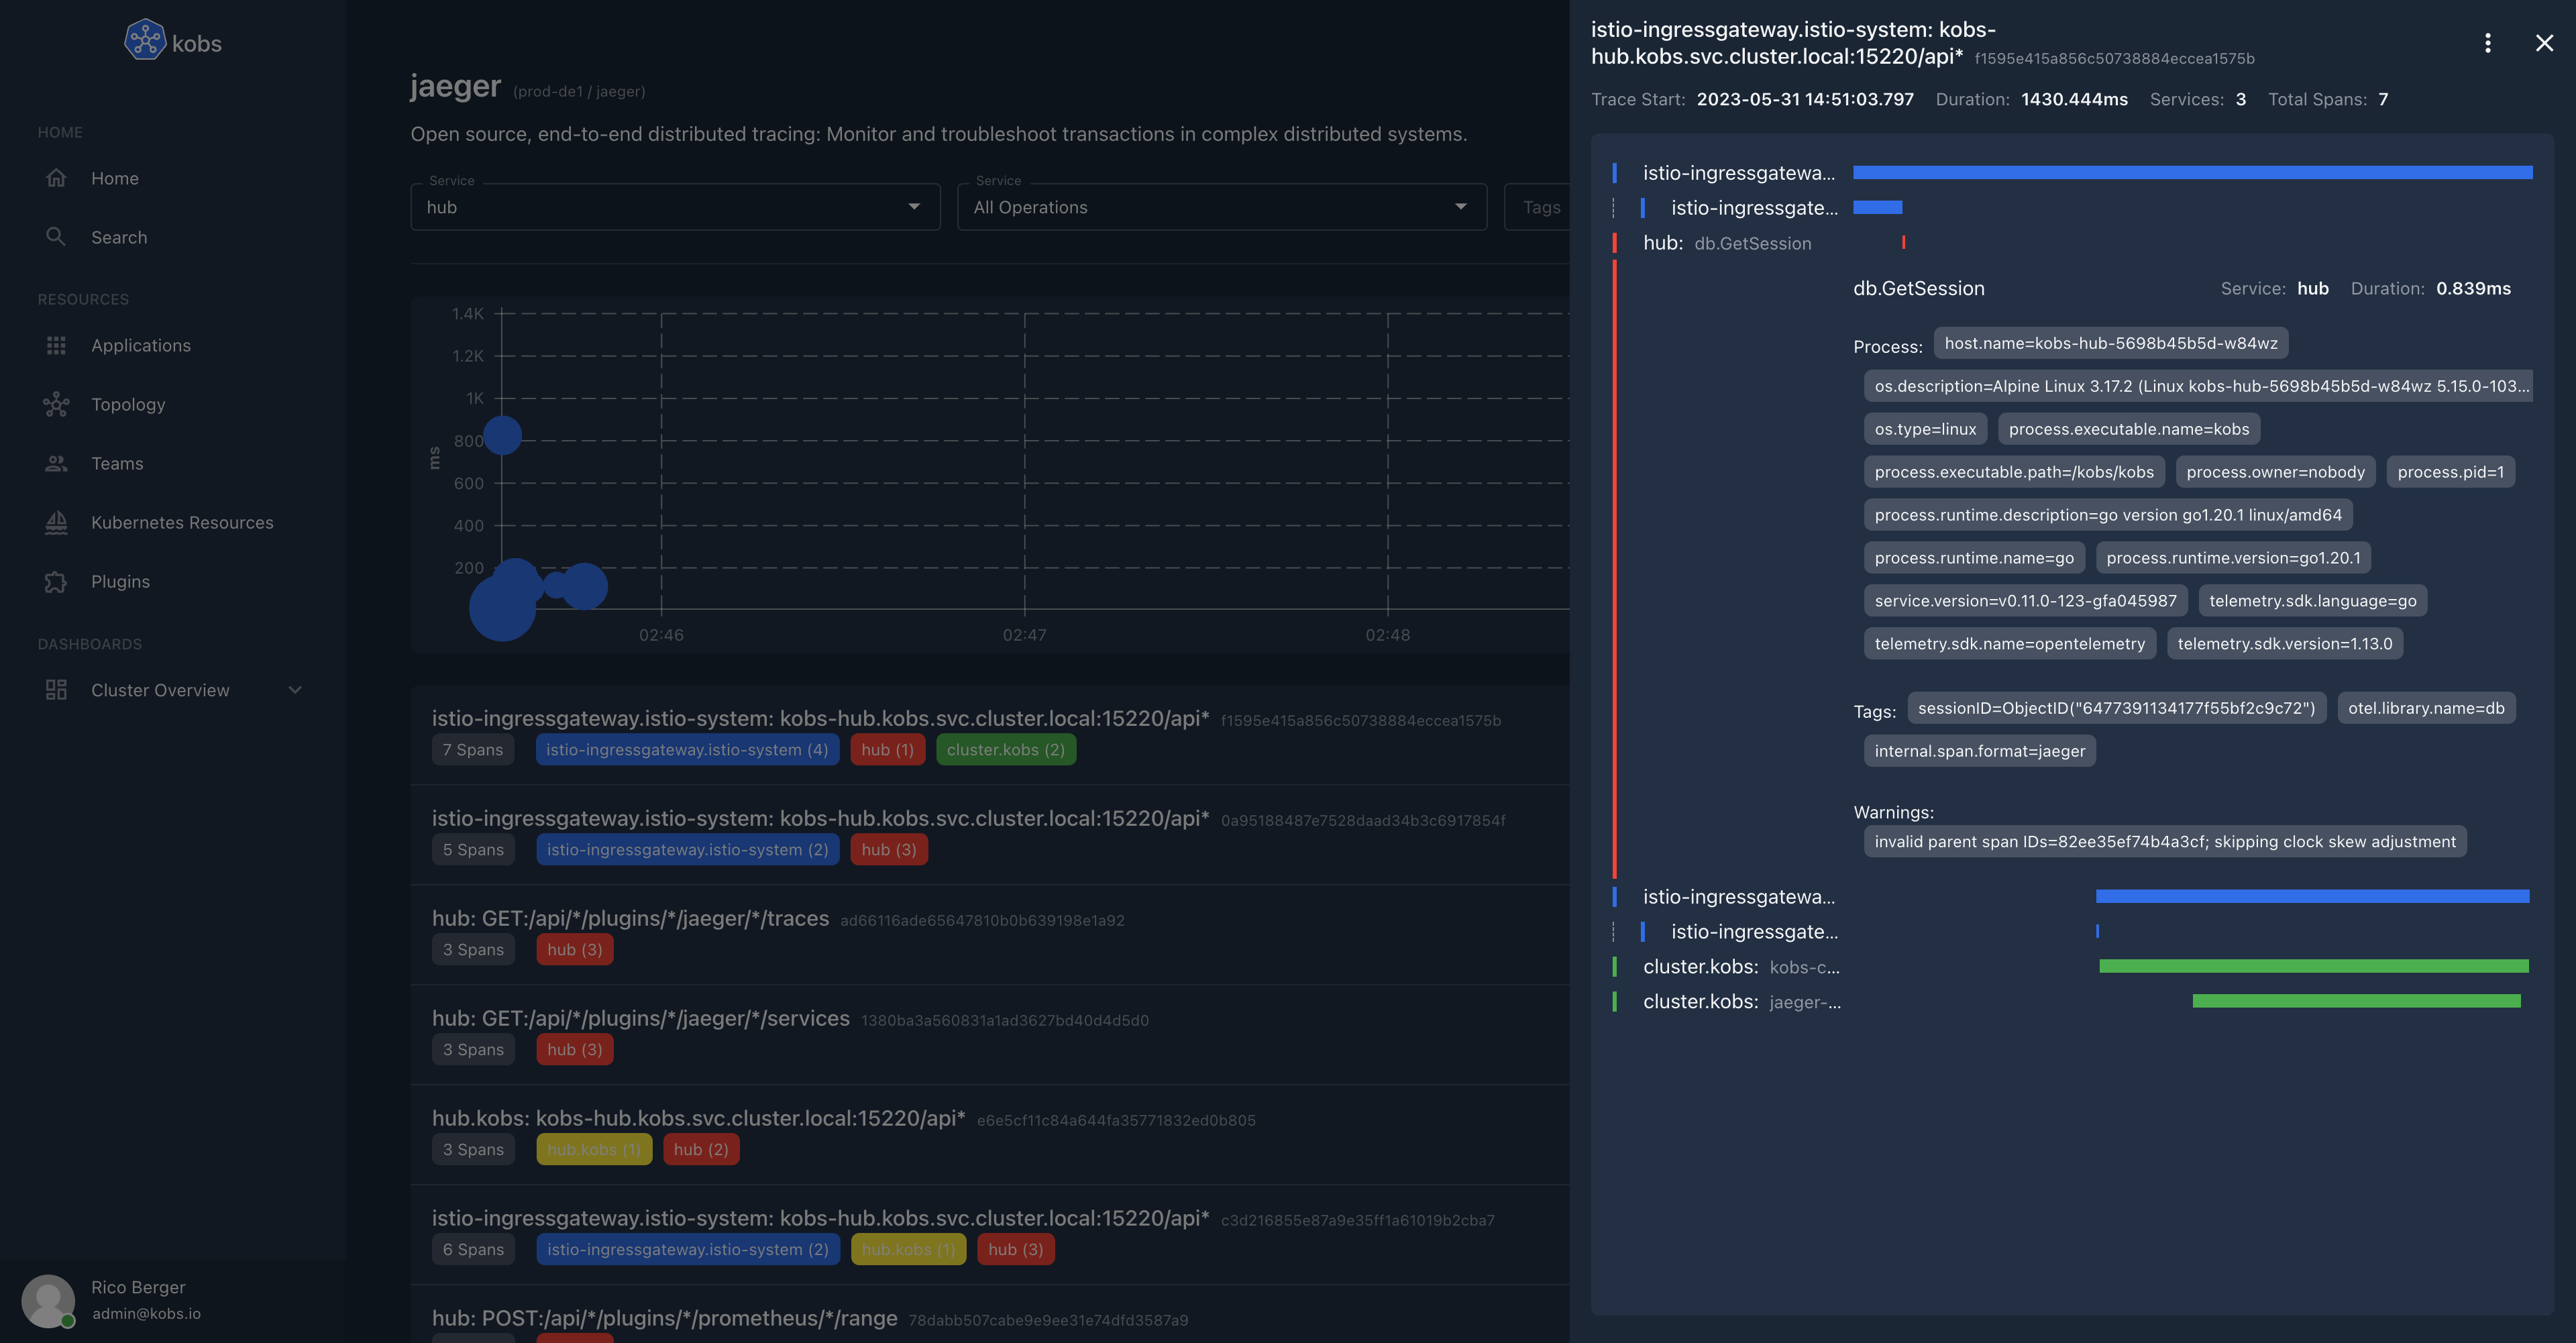 kobs
HOME
Home
Search
RESOURCES
Applications
Topology
Teams
Kubernetes Resources
Plugins
DASHBOARDS
Cluster Overview
Rico Berger
admin@kobs.io
jaeger (prod-de1 / jaeger)
Open source, end-to-end distributed tracing: Monitor and troubleshoot transactions in complex distributed systems.
Service
hub
Service
All Operations
Tags
1.4K
1.2K
1K
800
600
400
200
ms
02:46 02:47 02:48
istio-ingressgateway.istio-system: kobs-hub.kobs.svc.cluster.local:15220/api* f1595e415a856c50738884eccea1575b
7 Spans istio-ingressgateway.istio-system (4) hub (1) cluster.kobs (2)
istio-ingressgateway.istio-system: kobs-hub.kobs.svc.cluster.local:15220/api* 0a95188487e7528daad34b3c6917854f
5 Spans istio-ingressgateway.istio-system (2) hub (3)
hub: GET:/api/*/plugins/*/jaeger/*/traces ad66116ade65647810b0b639198e1a92
3 Spans hub (3)
hub: GET:/api/*/plugins/*/jaeger/*/services 1380ba3a560831a1ad3627bd40d4d5d0
3 Spans hub (3)
hub.kobs: kobs-hub.kobs.svc.cluster.local:15220/api* e6e5cf11c84a644fa35771832ed0b805
3 Spans hub.kobs (1) hub (2)
istio-ingressgateway.istio-system: kobs-hub.kobs.svc.cluster.local:15220/api* c3d216855e87a9e35ff1a61019b2cba7
6 Spans istio-ingressgateway.istio-system (2) hub.kobs (1) hub (3)
hub: POST:/api/*/plugins/*/prometheus/*/range 78dabb507cabe9e9ee31e74dfd3587a9
istio-ingressgateway.istio-system: kobs-
hub.kobs.svc.cluster.local:15220/api* f1595e415a856c50738884eccea1575b
Trace Start: 2023-05-31 14:51:03.797 Duration: 1430.444ms Services: 3 Total Spans: 7
istio-ingressgatewa...
istio-ingressgate...
hub: db.GetSession
db.GetSession Service: hub Duration: 0.839ms
Process: host.name=kobs-hub-5698b45b5d-w84wz
os.description=Alpine Linux 3.17.2 (Linux kobs-hub-5698b45b5d-w84wz 5.15.0-103...
os.type=linux process.executable.name=kobs
process.executable.path=/kobs/kobs process.owner=nobody process.pid=1
process.runtime.description=go version go1.20.1 linux/amd64
process.runtime.name=go process.runtime.version=go1.20.1
service.version=v0.11.0-123-gfa045987 telemetry.sdk.language=go
telemetry.sdk.name=opentelemetry telemetry.sdk.version=1.13.0
Tags: sessionID=ObjectID("6477391134177f55bf2c9c72") otel.library.name=db
internal.span.format=jaeger
Warnings:
invalid parent span IDs=82ee35ef74b4a3cf; skipping clock skew adjustment
istio-ingressgatewa...
istio-ingressgate...
cluster.kobs: kobs-c...
cluster.kobs: jaeger-...